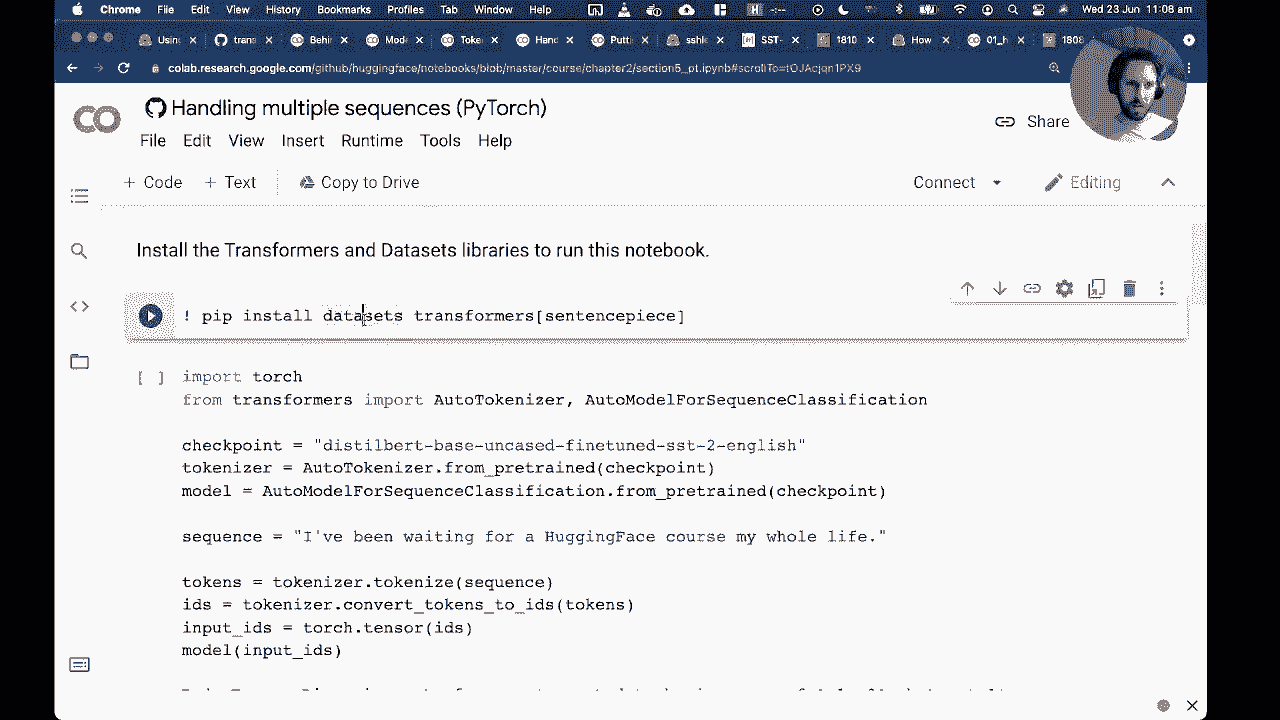 Chrome File Edit View History Bookmarks Profiles Tab Window Help Wed 23 Jun 11:08 am
Using trans Behi Mode Toke Hand Putti sshle SST- 1810 How 01_h 1808
colab.research.google.com/github/huggingface/notebooks/blob/master/course/chapter2/section5_pt.ipynb#scrollTo=tOJAcjqn1PX9
Handling multiple sequences (PyTorch)
File Edit View Insert Runtime Tools Help
Share
+ Code + Text Copy to Drive
Connect Editing
Install the Transformers and Datasets libraries to run this notebook.
! pip install datasets transformers[sentencepiece]
[ ] import torch
from transformers import AutoTokenizer, AutoModelForSequenceClassification
checkpoint = "distilbert-base-uncased-finetuned-sst-2-english"
tokenizer = AutoTokenizer.from_pretrained(checkpoint)
model = AutoModelForSequenceClassification.from_pretrained(checkpoint)
sequence = "I've been waiting for a HuggingFace course my whole life."
tokens = tokenizer.tokenize(sequence)
ids = tokenizer.convert_tokens_to_ids(tokens)
input_ids = torch.tensor(ids)
model(input_ids)